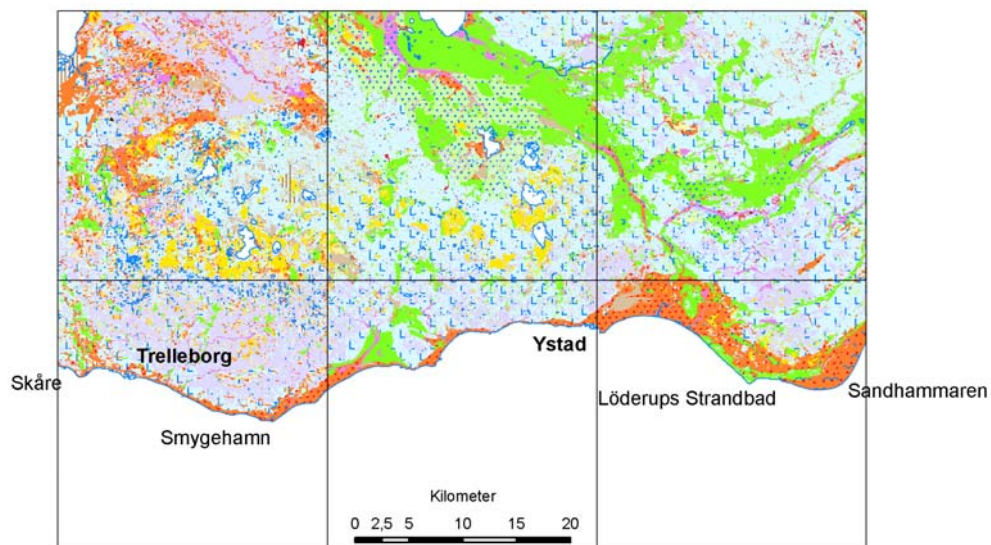 Trelleborg
Ystad
Skåre
Löderups Strandbad
Sandhammaren
Smygehamn
Kilometer
0 2,5 5 10 15 20